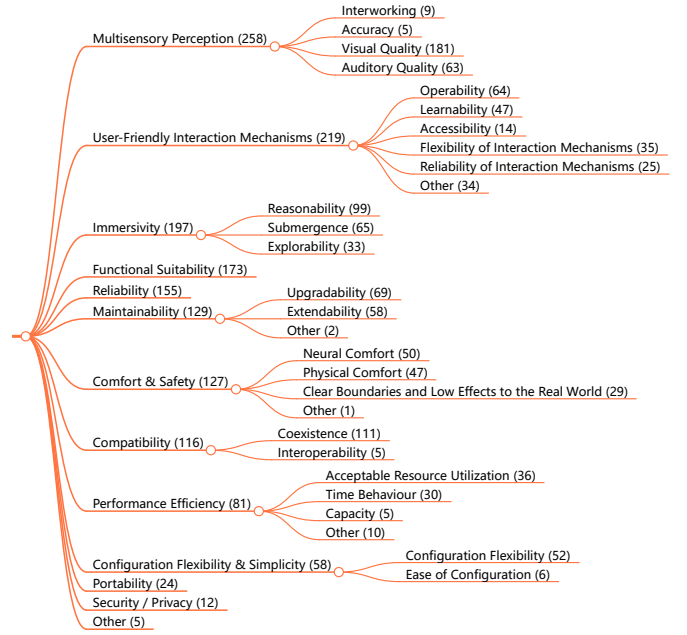 Multisensory Perception (258)
Interworking (9)
Accuracy (5)
Visual Quality (181)
Auditory Quality (63)
User-Friendly Interaction Mechanisms (219)
Operability (64)
Learnability (47)
Accessibility (14)
Flexibility of Interaction Mechanisms (35)
Reliability of Interaction Mechanisms (25)
Other (34)
Immersivity (197)
Reasonability (99)
Submergence (65)
Explorability (33)
Functional Suitability (173)
Reliability (155)
Maintainability (129)
Upgradability (69)
Extendability (58)
Other (2)
Comfort & Safety (127)
Neural Comfort (50)
Physical Comfort (47)
Clear Boundaries and Low Effects to the Real World (29)
Other (1)
Compatibility (116)
Coexistence (111)
Interoperability (5)
Performance Efficiency (81)
Acceptable Resource Utilization (36)
Time Behaviour (30)
Capacity (5)
Other (10)
Configuration Flexibility & Simplicity (58)
Configuration Flexibility (52)
Ease of Configuration (6)
Portability (24)
Security / Privacy (12)
Other (5)